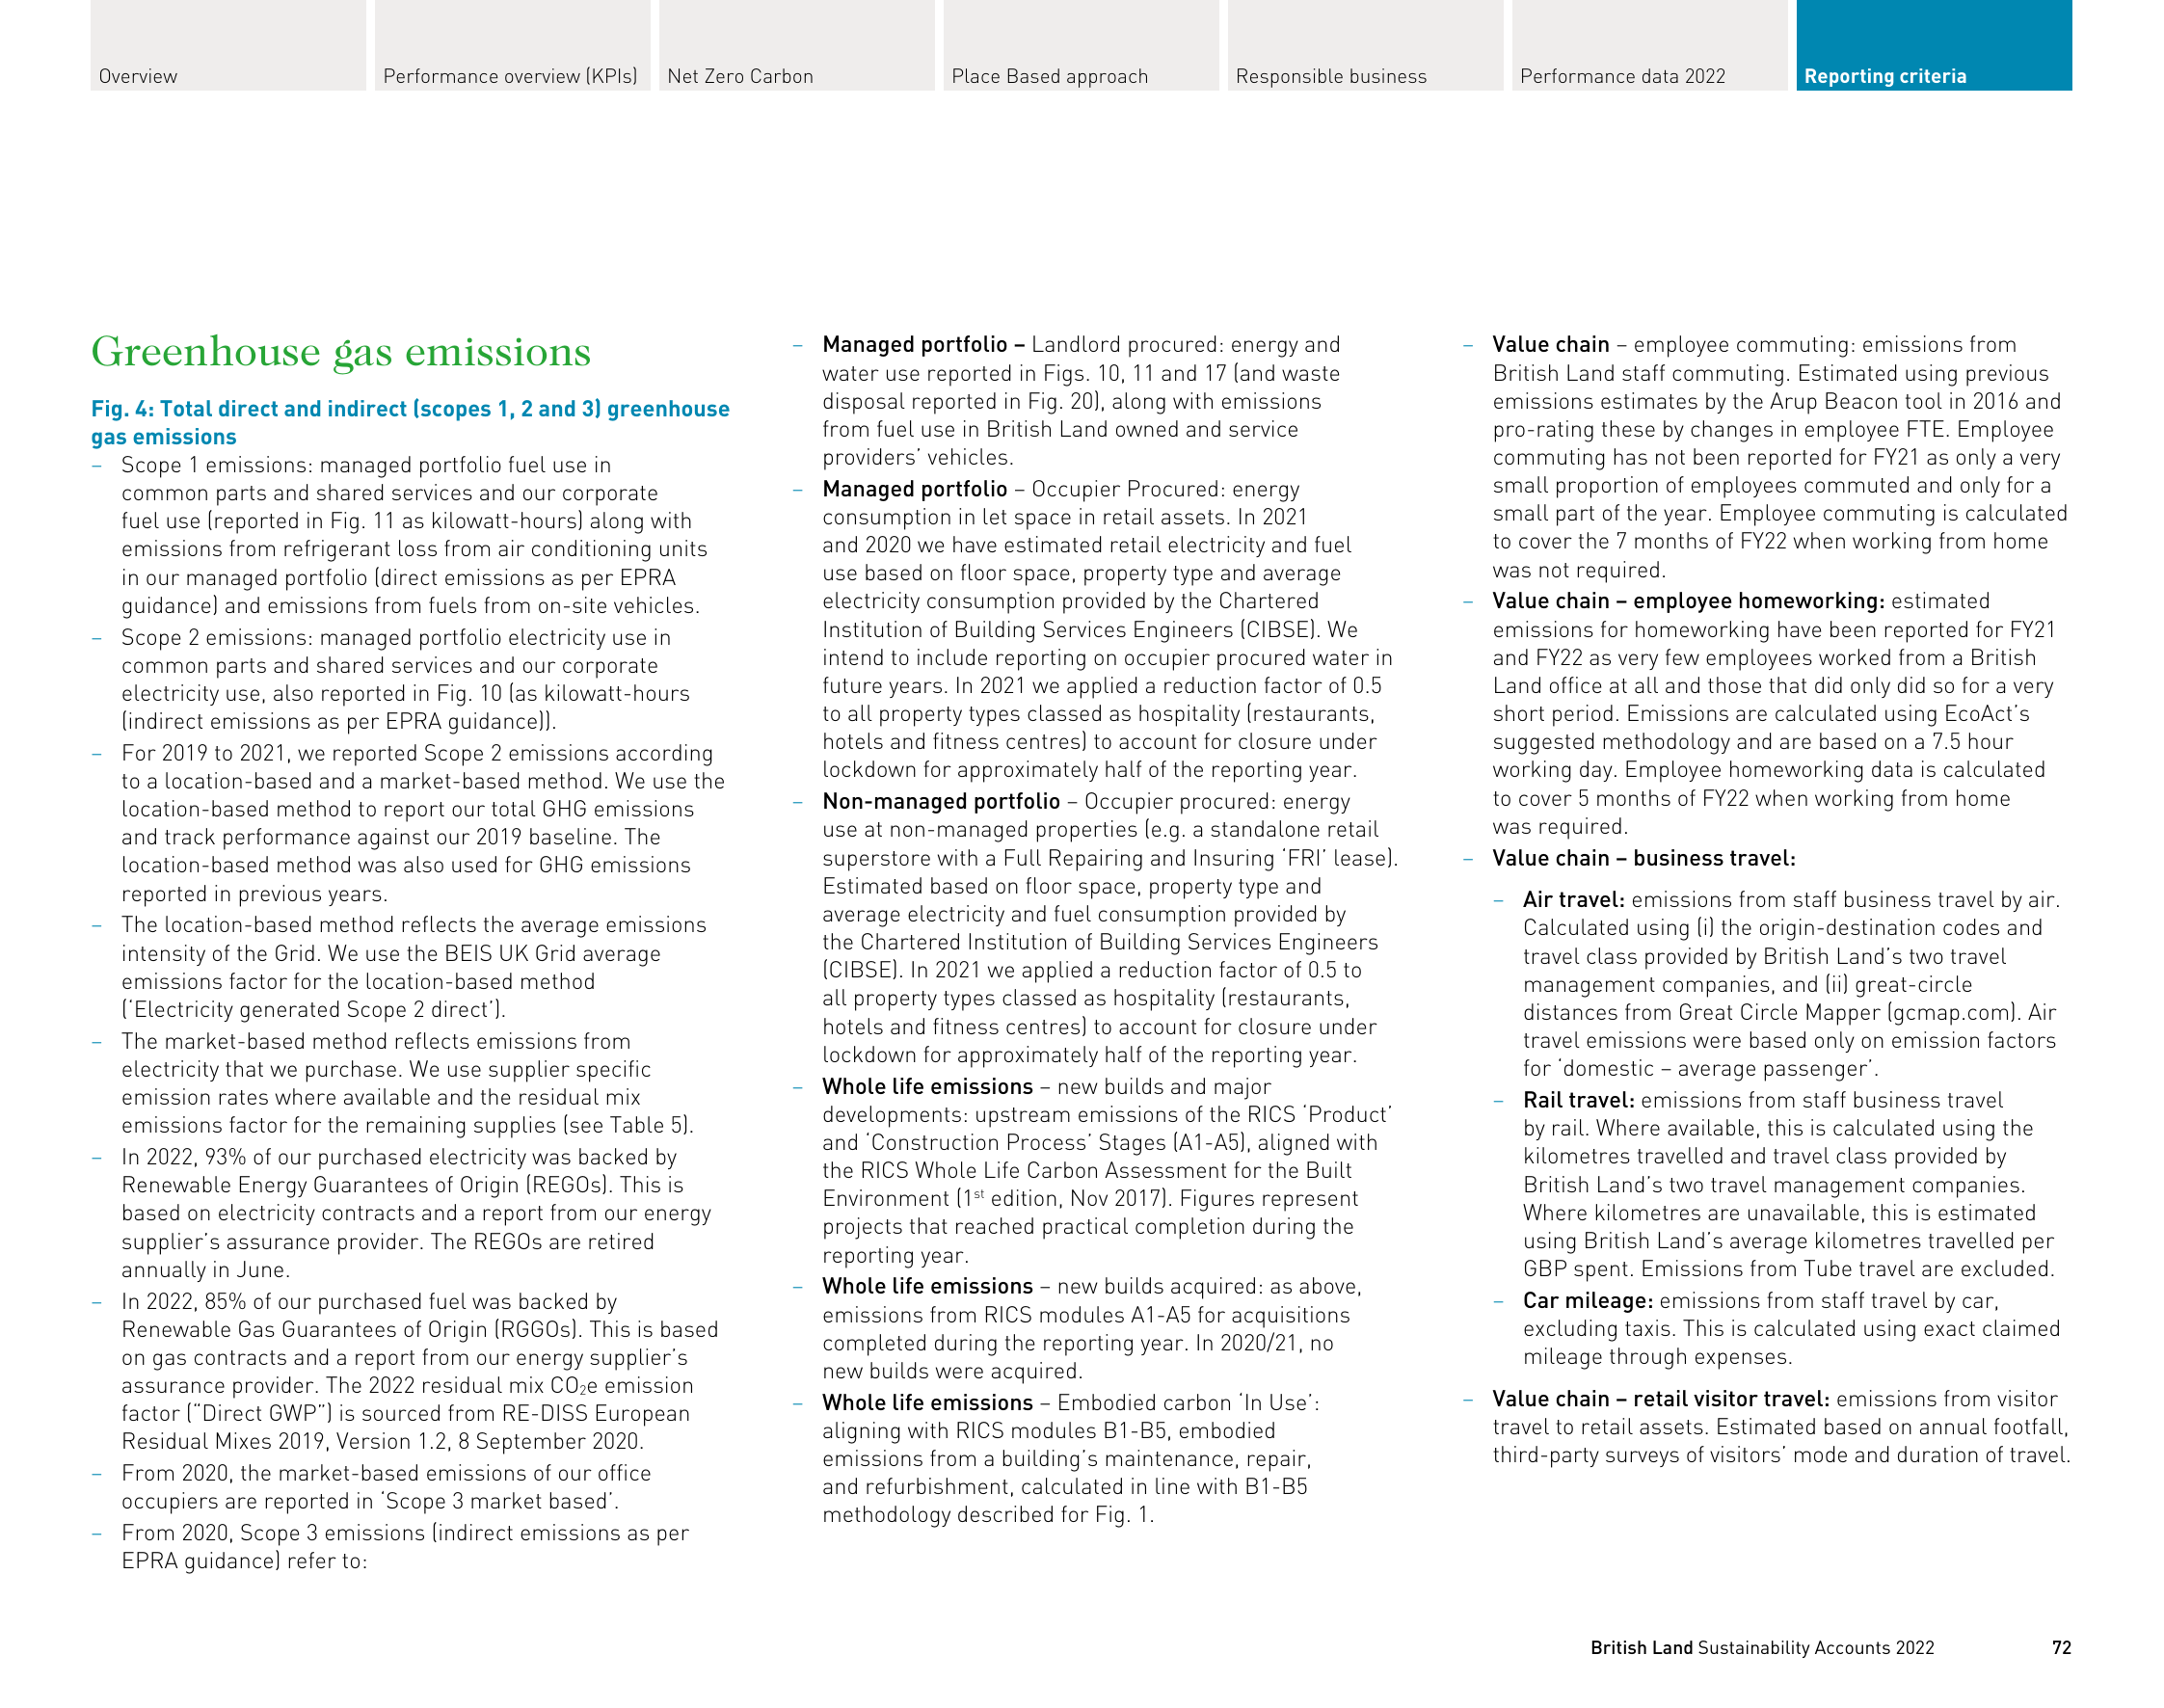 Overview
Performance overview (KPIs)
Net Zero Carbon
Place Based approach
Responsible business
Performance data 2022
Reporting criteria
Greenhouse gas emissions
Fig. 4: Total direct and indirect (scopes 1, 2 and 3) greenhouse
gas emissions
– Scope 1 emissions: managed portfolio fuel use in
common parts and shared services and our corporate
fuel use (reported in Fig. 11 as kilowatt-hours) along with
emissions from refrigerant loss from air conditioning units
in our managed portfolio (direct emissions as per EPRA
guidance) and emissions from fuels from on-site vehicles.
– Scope 2 emissions: managed portfolio electricity use in
common parts and shared services and our corporate
electricity use, also reported in Fig. 10 (as kilowatt-hours
(indirect emissions as per EPRA guidance)).
– For 2019 to 2021, we reported Scope 2 emissions according
to a location-based and a market-based method. We use the
location-based method to report our total GHG emissions
and track performance against our 2019 baseline. The
location-based method was also used for GHG emissions
reported in previous years.
– The location-based method reflects the average emissions
intensity of the Grid. We use the BEIS UK Grid average
emissions factor for the location-based method
(‘Electricity generated Scope 2 direct’).
– The market-based method reflects emissions from
electricity that we purchase. We use supplier specific
emission rates where available and the residual mix
emissions factor for the remaining supplies (see Table 5).
– In 2022, 93% of our purchased electricity was backed by
Renewable Energy Guarantees of Origin (REGOs). This is
based on electricity contracts and a report from our energy
supplier’s assurance provider. The REGOs are retired
annually in June.
– In 2022, 85% of our purchased fuel was backed by
Renewable Gas Guarantees of Origin (RGGOs). This is based
on gas contracts and a report from our energy supplier’s
assurance provider. The 2022 residual mix CO₂e emission
factor (“Direct GWP”) is sourced from RE-DISS European
Residual Mixes 2019, Version 1.2, 8 September 2020.
– From 2020, the market-based emissions of our office
occupiers are reported in ‘Scope 3 market based’.
– From 2020, Scope 3 emissions (indirect emissions as per
EPRA guidance) refer to:
– Managed portfolio – Landlord procured: energy and
water use reported in Figs. 10, 11 and 17 (and waste
disposal reported in Fig. 20), along with emissions
from fuel use in British Land owned and service
providers’ vehicles.
– Managed portfolio – Occupier Procured: energy
consumption in let space in retail assets. In 2021
and 2020 we have estimated retail electricity and fuel
use based on floor space, property type and average
electricity consumption provided by the Chartered
Institution of Building Services Engineers (CIBSE). We
intend to include reporting on occupier procured water in
future years. In 2021 we applied a reduction factor of 0.5
to all property types classed as hospitality (restaurants,
hotels and fitness centres) to account for closure under
lockdown for approximately half of the reporting year.
– Non-managed portfolio – Occupier procured: energy
use at non-managed properties (e.g. a standalone retail
superstore with a Full Repairing and Insuring ‘FRI’ lease).
Estimated based on floor space, property type and
average electricity and fuel consumption provided by
the Chartered Institution of Building Services Engineers
(CIBSE). In 2021 we applied a reduction factor of 0.5 to
all property types classed as hospitality (restaurants,
hotels and fitness centres) to account for closure under
lockdown for approximately half of the reporting year.
– Whole life emissions – new builds and major
developments: upstream emissions of the RICS ‘Product’
and ‘Construction Process’ Stages (A1-A5), aligned with
the RICS Whole Life Carbon Assessment for the Built
Environment (1st edition, Nov 2017). Figures represent
projects that reached practical completion during the
reporting year.
– Whole life emissions – new builds acquired: as above,
emissions from RICS modules A1-A5 for acquisitions
completed during the reporting year. In 2020/21, no
new builds were acquired.
– Whole life emissions – Embodied carbon ‘In Use’:
aligning with RICS modules B1-B5, embodied
emissions from a building’s maintenance, repair,
and refurbishment, calculated in line with B1-B5
methodology described for Fig. 1.
– Value chain – employee commuting: emissions from
British Land staff commuting. Estimated using previous
emissions estimates by the Arup Beacon tool in 2016 and
pro-rating these by changes in employee FTE. Employee
commuting has not been reported for FY21 as only a very
small proportion of employees commuted and only for a
small part of the year. Employee commuting is calculated
to cover the 7 months of FY22 when working from home
was not required.
– Value chain – employee homeworking: estimated
emissions for homeworking have been reported for FY21
and FY22 as very few employees worked from a British
Land office at all and those that did only did so for a very
short period. Emissions are calculated using EcoAct’s
suggested methodology and are based on a 7.5 hour
working day. Employee homeworking data is calculated
to cover 5 months of FY22 when working from home
was required.
– Value chain – business travel:
– Air travel: emissions from staff business travel by air.
Calculated using (i) the origin-destination codes and
travel class provided by British Land’s two travel
management companies, and (ii) great-circle
distances from Great Circle Mapper (gcmap.com). Air
travel emissions were based only on emission factors
for ‘domestic – average passenger’.
– Rail travel: emissions from staff business travel
by rail. Where available, this is calculated using the
kilometres travelled and travel class provided by
British Land’s two travel management companies.
Where kilometres are unavailable, this is estimated
using British Land’s average kilometres travelled per
GBP spent. Emissions from Tube travel are excluded.
– Car mileage: emissions from staff travel by car,
excluding taxis. This is calculated using exact claimed
mileage through expenses.
– Value chain – retail visitor travel: emissions from visitor
travel to retail assets. Estimated based on annual footfall,
third-party surveys of visitors’ mode and duration of travel.
British Land Sustainability Accounts 2022 72